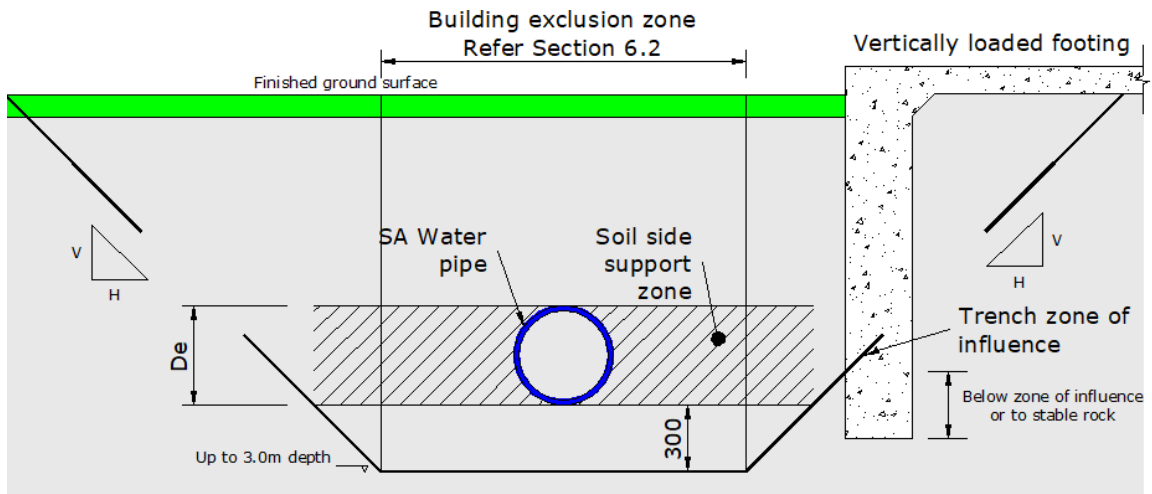 Building exclusion zone
Refer Section 6.2
Vertically loaded footing
Finished ground surface
SA Water
pipe
Soil side
support
zone
V
H
V
H
Trench zone of
influence
De
Below zone of influence
or to stable rock
300
Up to 3.0m depth